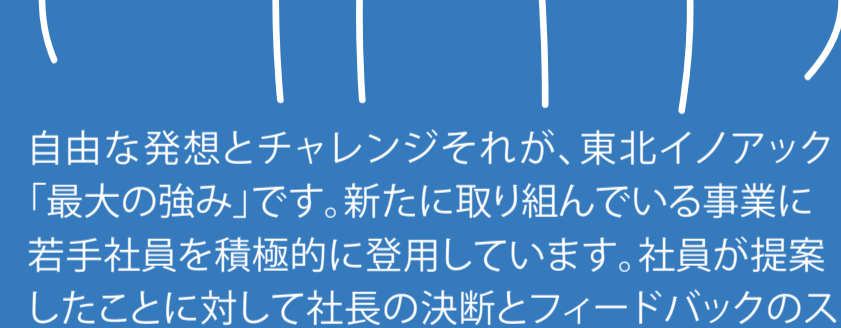 自由な発想とチャレンジそれが、東北イノアック
「最大の強み」です。新たに取り組んでいる事業に
若手社員を積極的に登用しています。社員が提案
したことに対して社長の決断とフィードバックのス